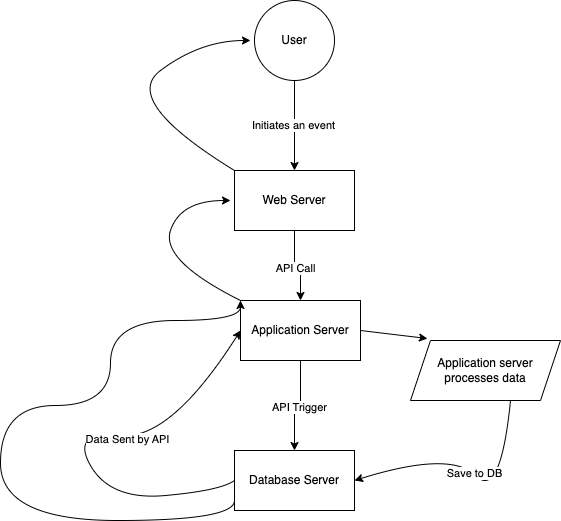 User
Initiates an event
Web Server
API Call
Application Server
Application server
processes data
API Trigger
Data Sent by API
Save to DB
Database Server